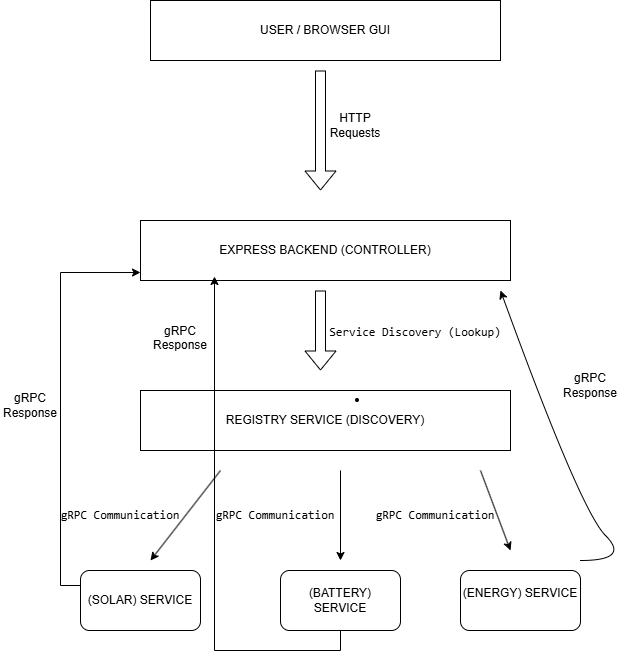 USER / BROWSER GUI
HTTP
Requests
EXPRESS BACKEND (CONTROLLER)
gRPC
Response
Service Discovery (Lookup)
gRPC
Response
gRPC
Response
REGISTRY SERVICE (DISCOVERY)
gRPC Communication
gRPC Communication
gRPC Communication
(SOLAR) SERVICE
(BATTERY)
SERVICE
(ENERGY) SERVICE